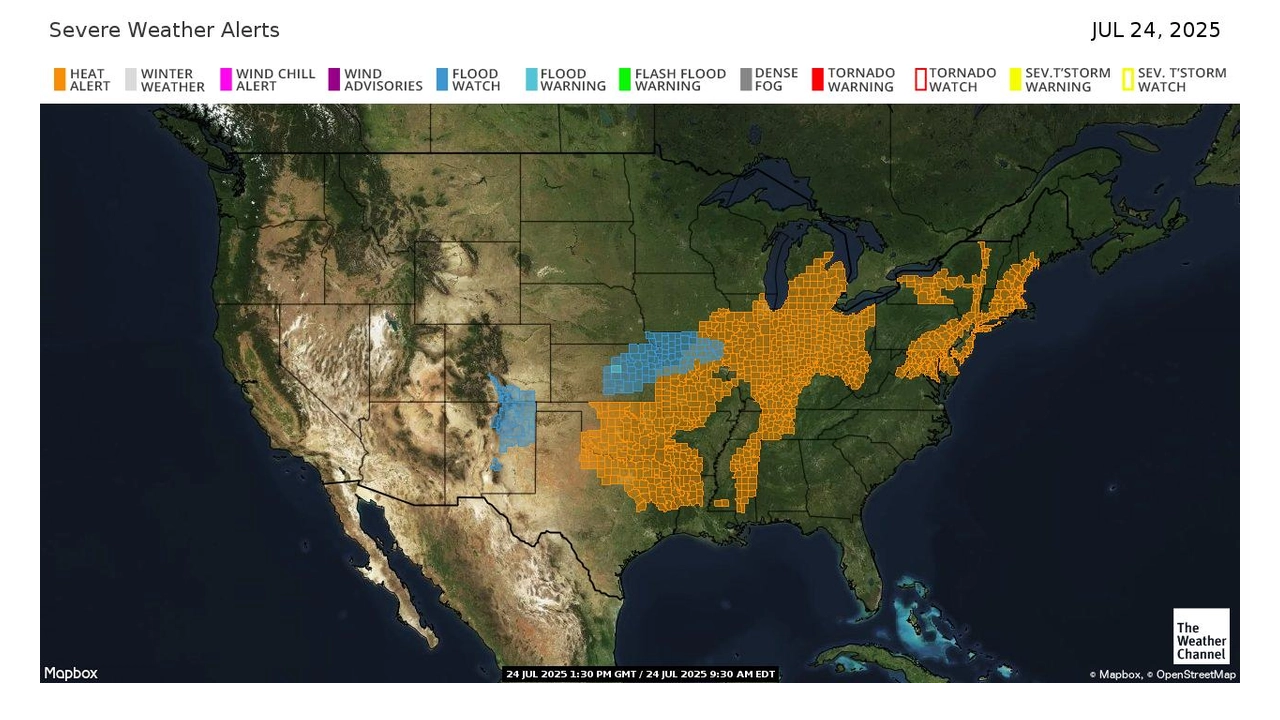 Severe Weather Alerts
JUL 24, 2025
HEAT ALERT
WINTER WEATHER
WIND CHILL ALERT
WIND ADVISORIES
FLOOD WATCH
FLOOD WARNING
FLASH FLOOD WARNING
DENSE FOG
TORNADO WARNING
TORNADO WATCH
SEV.T'STORM WARNING
SEV. T'STORM WATCH
The
Weather
Channel
Mapbox
24 JUL 2025 1:30 PM GMT / 24 JUL 2025 9:30 AM EDT
© Mapbox, © OpenStreetMap